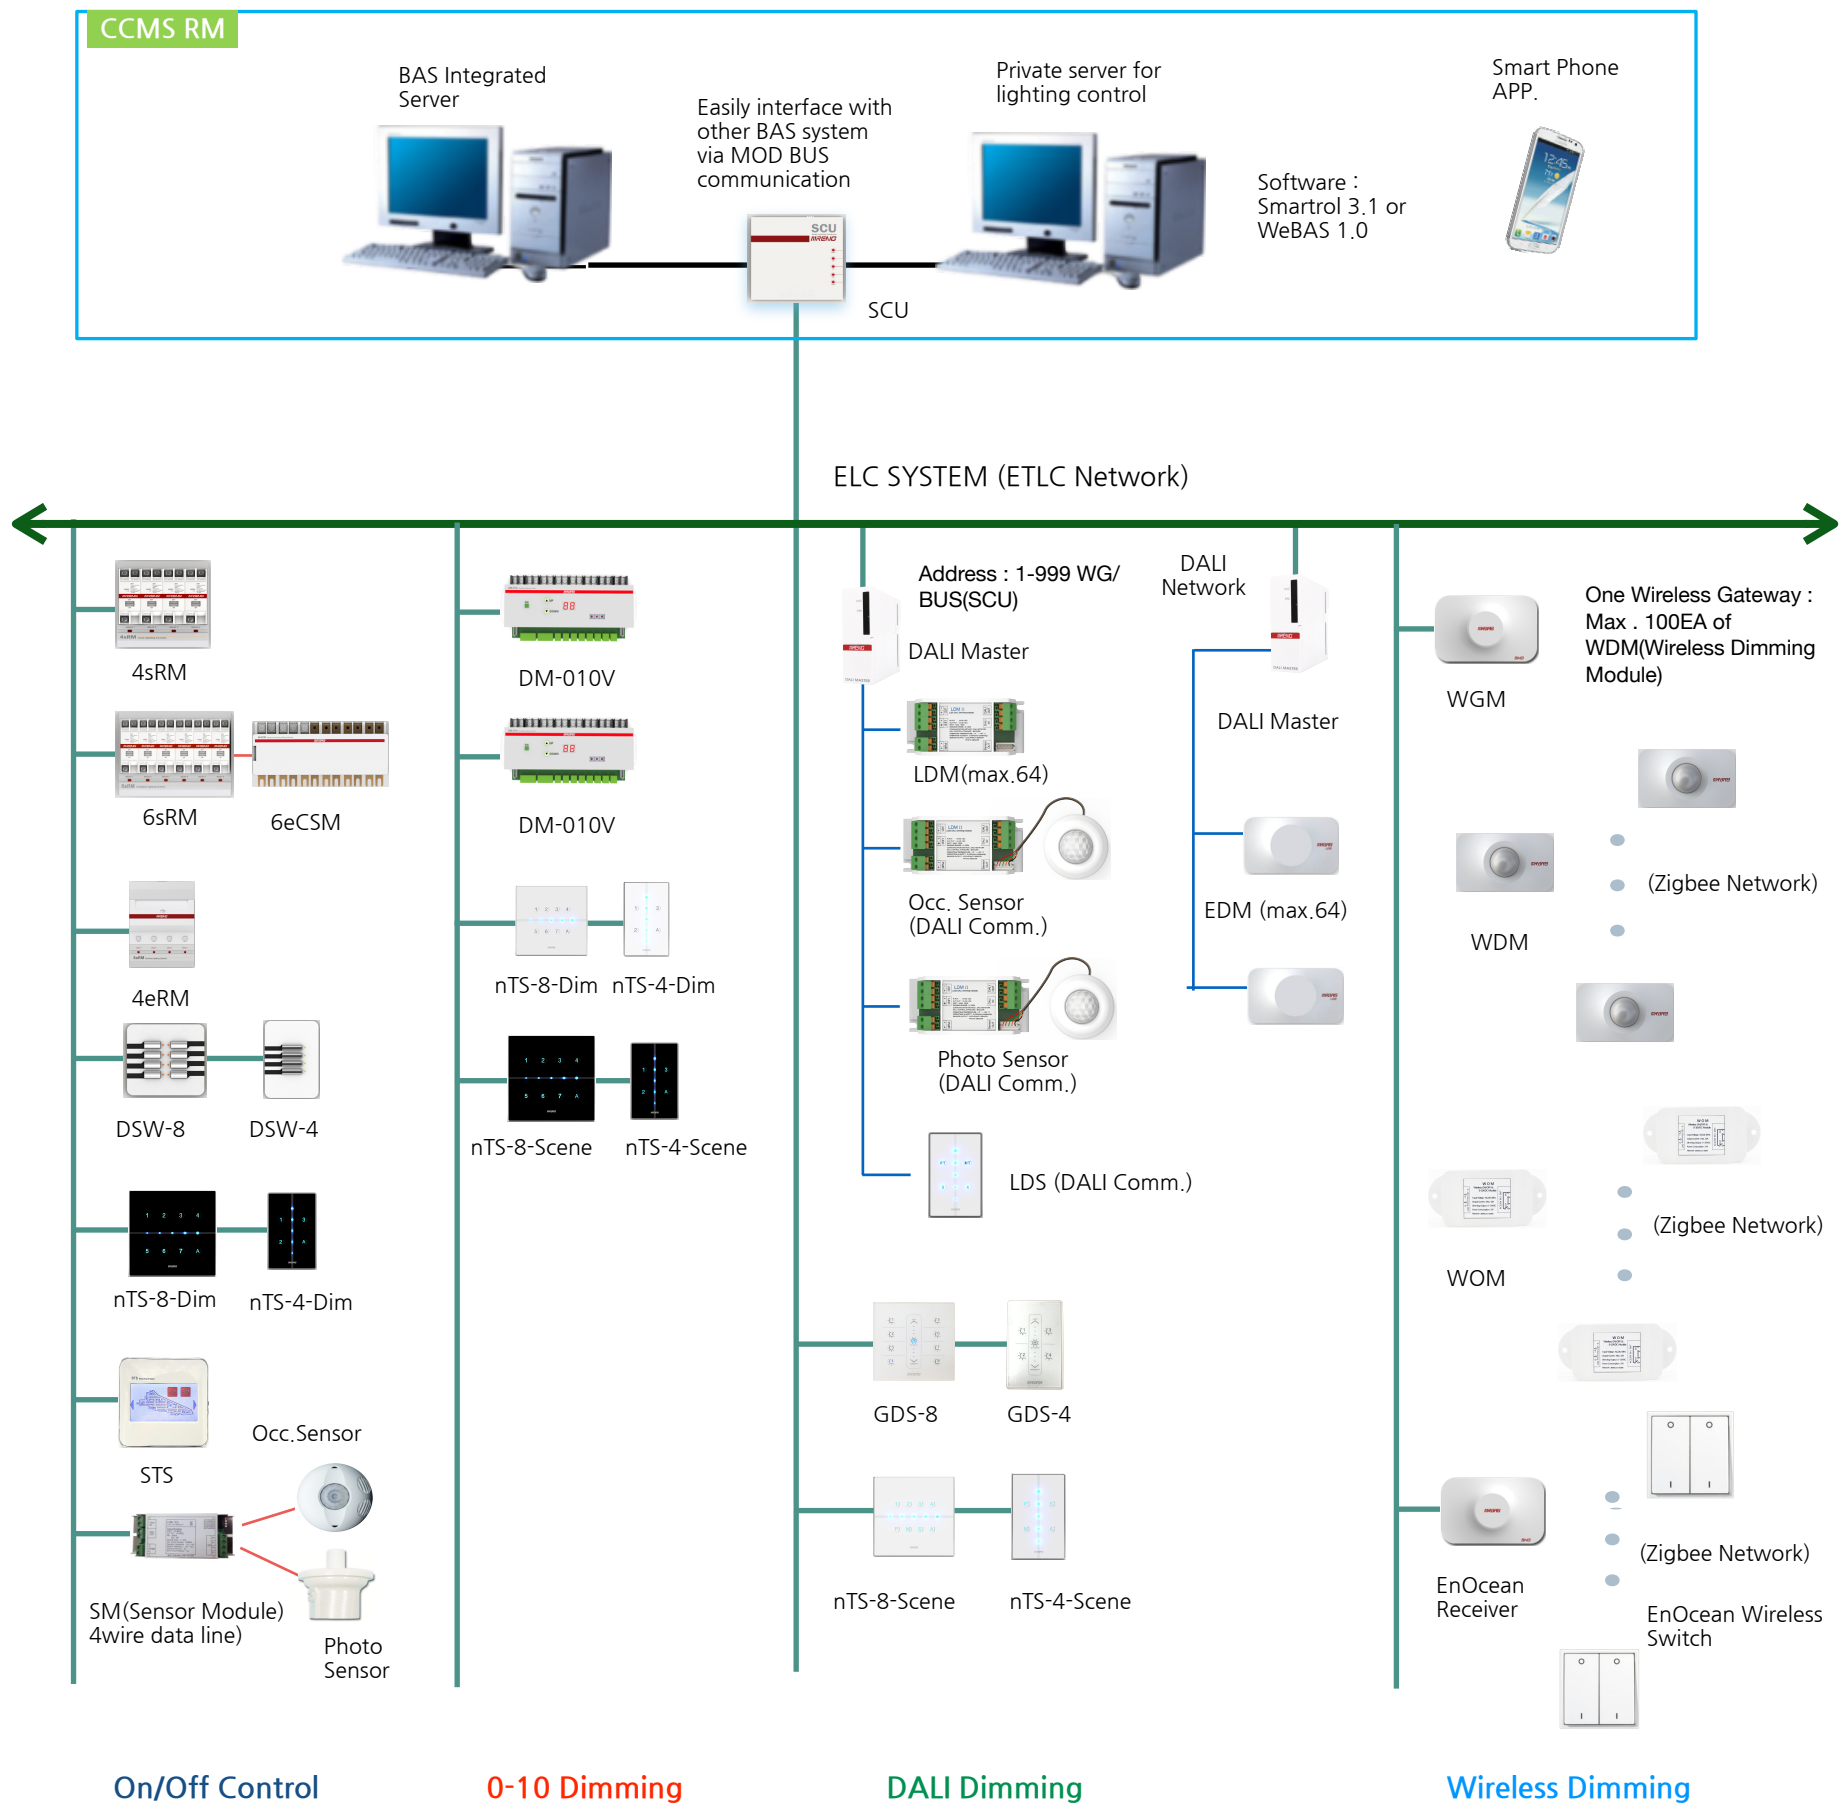 CCMS RM
BAS Integrated
Server
Easily interface with
other BAS system
via MOD BUS
communication
Private server for
lighting control
Smart Phone
APP.
Software :
Smartrol 3.1 or
WeBAS 1.0
SCU
SCU
ELC SYSTEM (ETLC Network)
4sRM
6sRM
6eCSM
4eRM
DSW-8
DSW-4
nTS-8-Dim
nTS-4-Dim
STS
Occ.Sensor
SM(Sensor Module)
4wire data line)
Photo
Sensor
DM-010V
DM-010V
nTS-8-Dim
nTS-4-Dim
nTS-8-Scene
nTS-4-Scene
Address : 1-999 WG/
BUS(SCU)
DALI Master
LDM(max.64)
Occ. Sensor
(DALI Comm.)
Photo Sensor
(DALI Comm.)
LDS (DALI Comm.)
GDS-8
GDS-4
nTS-8-Scene
nTS-4-Scene
DALI
Network
DALI Master
EDM (max.64)
One Wireless Gateway :
Max . 100EA of
WDM(Wireless Dimming
Module)
WGM
(Zigbee Network)
WDM
(Zigbee Network)
WOM
(Zigbee Network)
EnOcean
Receiver
EnOcean Wireless
Switch
On/Off Control
0-10 Dimming
DALI Dimming
Wireless Dimming